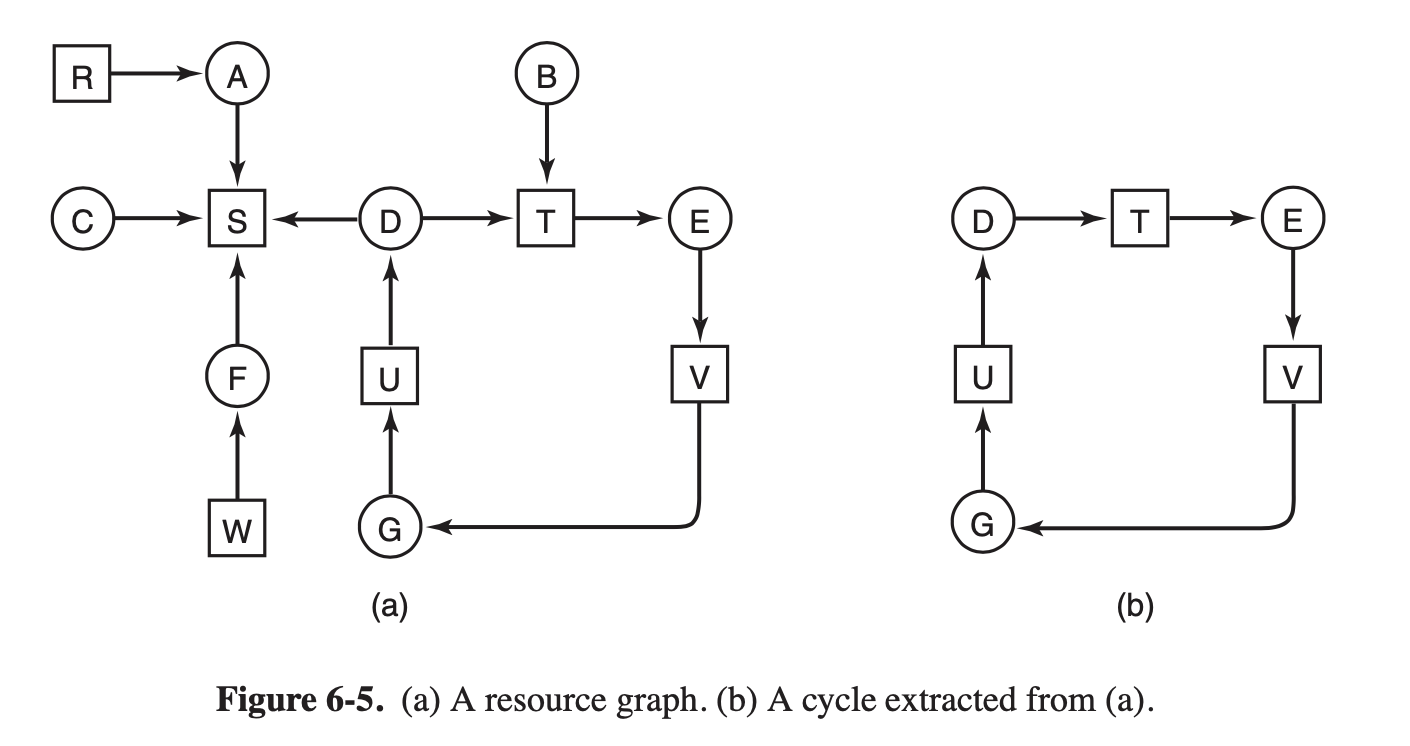 R A B
C S D T E D T E
F U V U V
W G G
(a) (b)
Figure 6-5. (a) A resource graph. (b) A cycle extracted from (a).